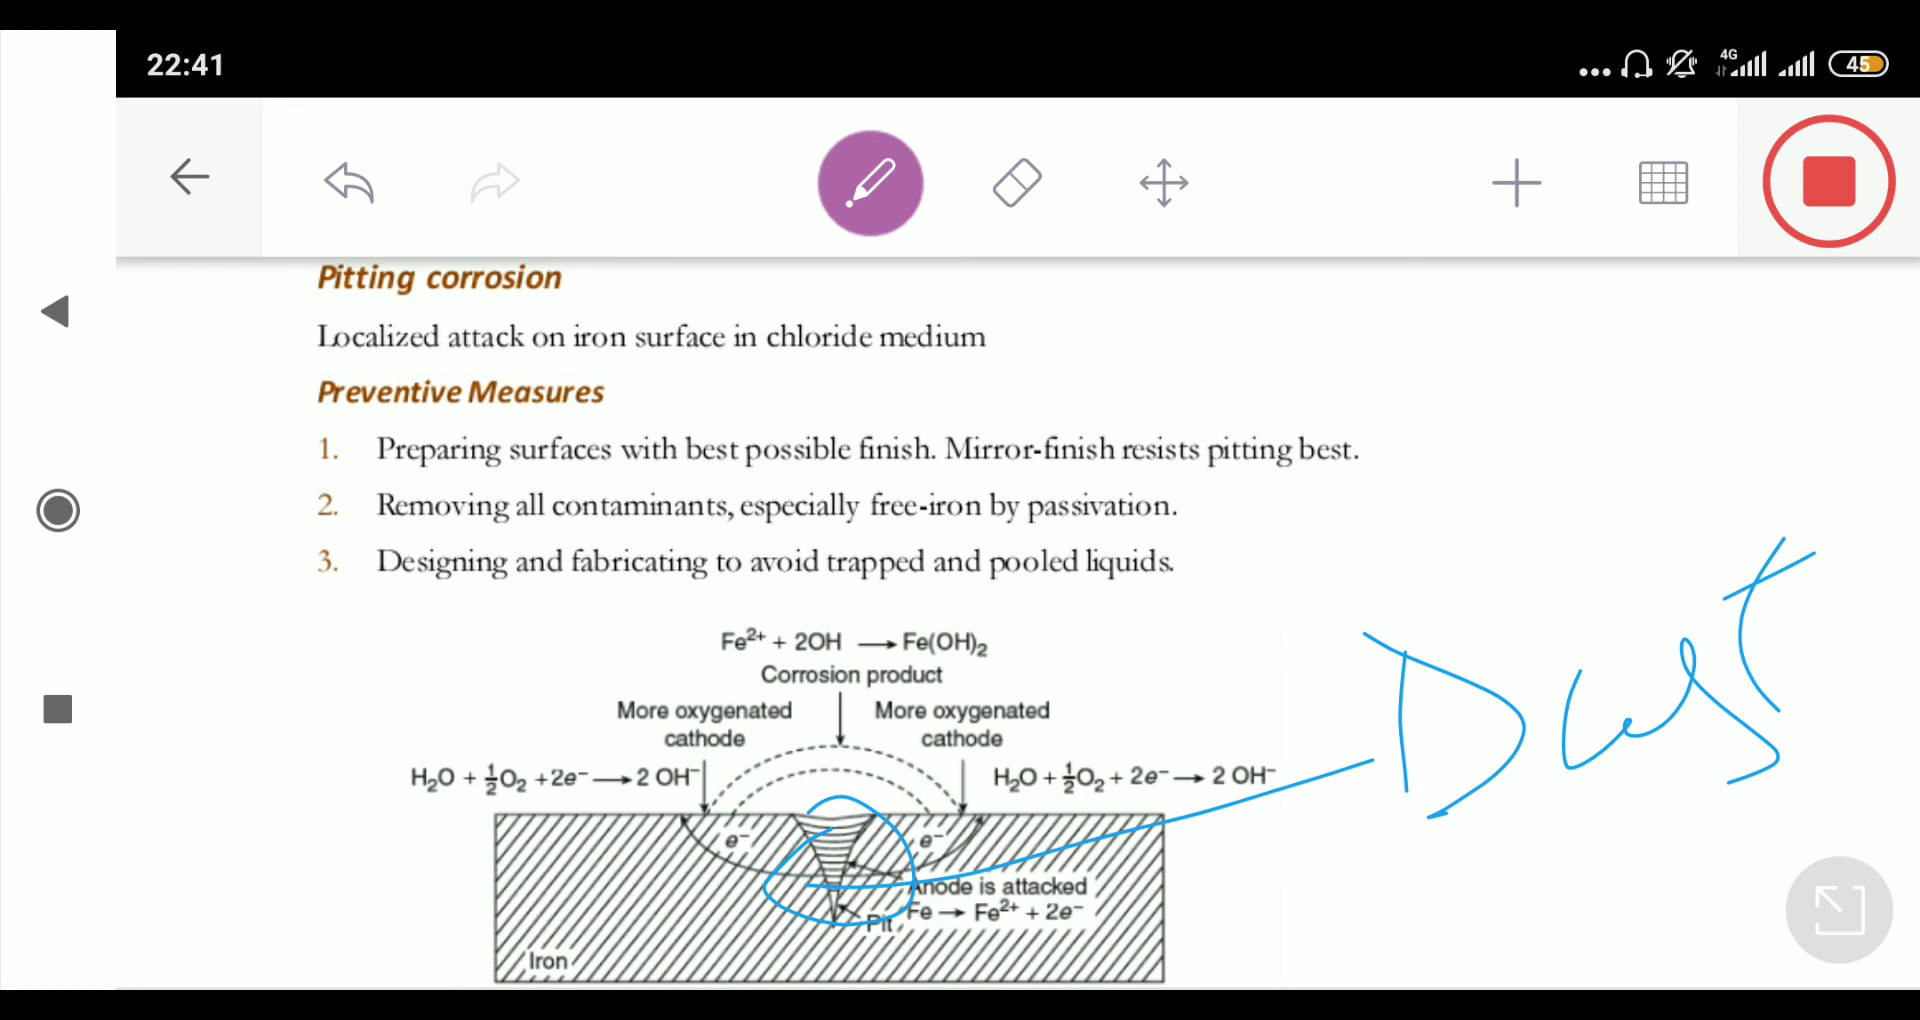 22:41
4G
45
Pitting corrosion
Localized attack on iron surface in chloride medium
Preventive Measures
1. Preparing surfaces with best possible finish. Mirror-finish resists pitting best.
2. Removing all contaminants, especially free-iron by passivation.
3. Designing and fabricating to avoid trapped and pooled liquids.
Fe²⁺ + 2OH ⟶ Fe(OH)₂
Corrosion product
More oxygenated cathode
More oxygenated cathode
H₂O + ½O₂ +2e⁻ ⟶ 2 OH⁻
H₂O + ½O₂ + 2e⁻ ⟶ 2 OH⁻
Dust
e⁻
e⁻
Anode is attacked
Fe → Fe²⁺ + 2e⁻
Pit
Iron